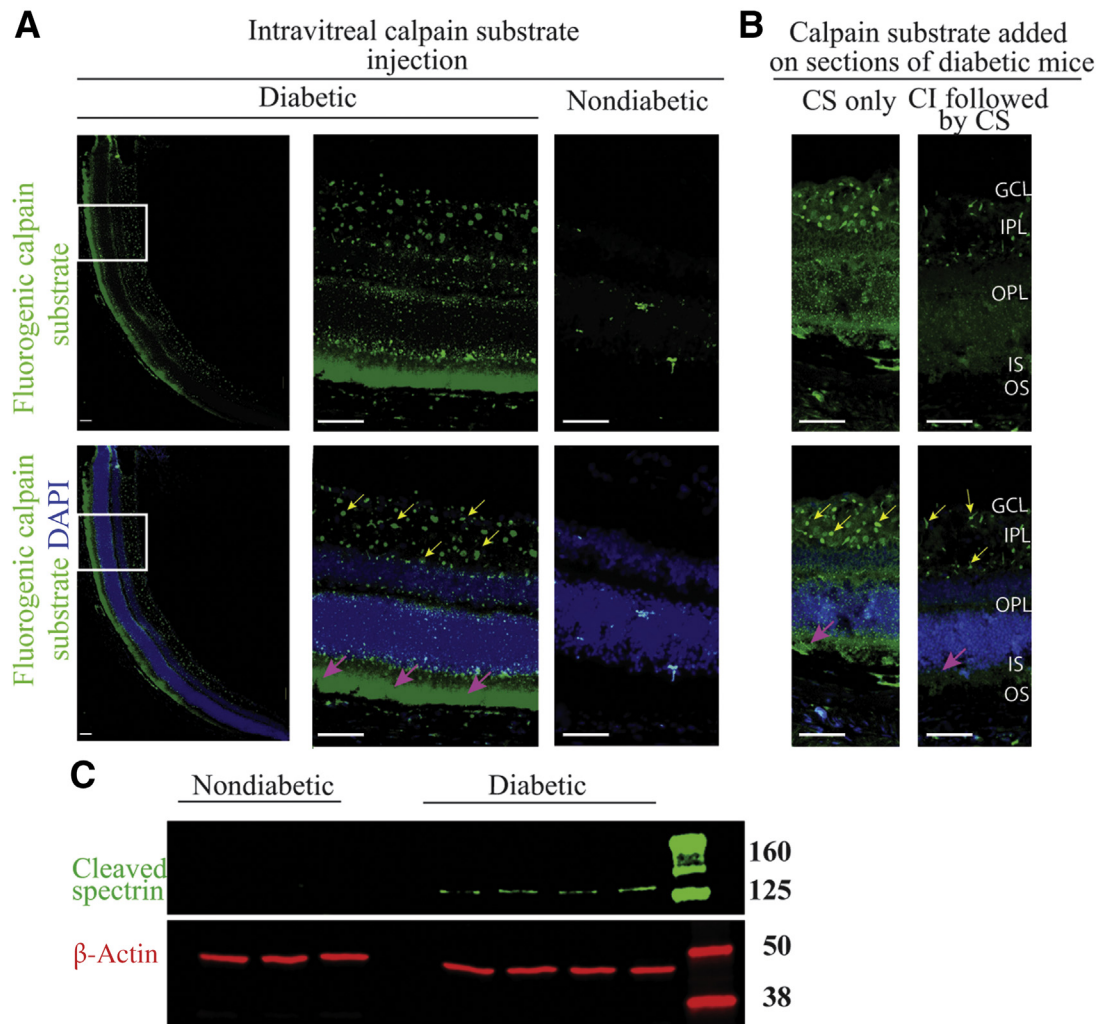 A
Intravitreal calpain substrate
injection
Diabetic
Nondiabetic
B
Calpain substrate added
on sections of diabetic mice
CS only
CI followed
by CS
Fluorogenic calpain
substrate
GCL
IPL
OPL
IS
OS
Fluorogenic calpain
substrate DAPI
GCL
IPL
OPL
IS
OS
C
Nondiabetic
Diabetic
Cleaved
spectrin
160
125
β-Actin
50
38